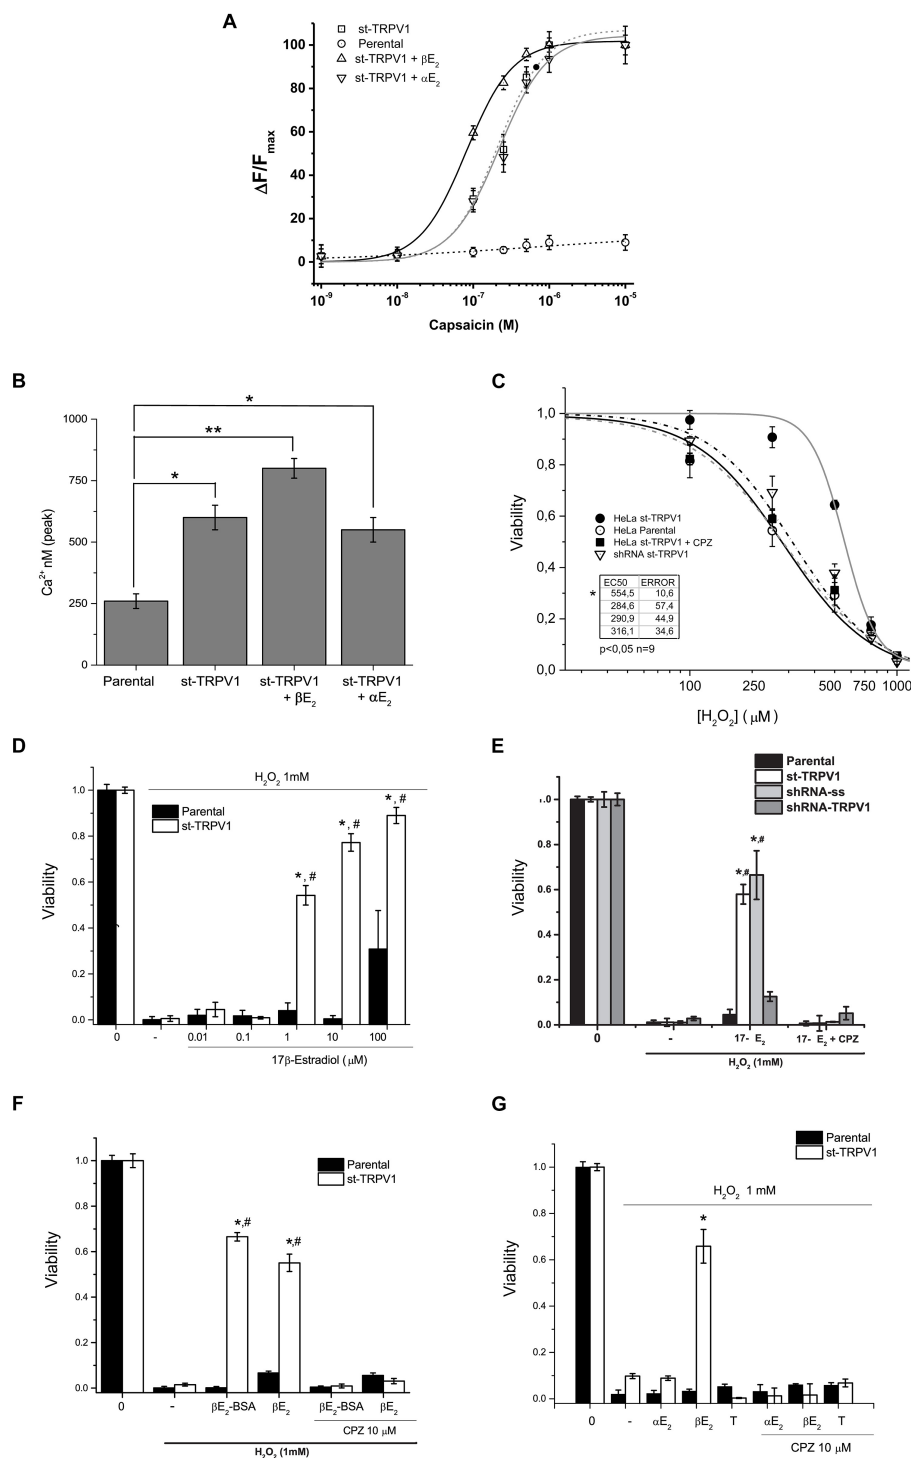 A
st-TRPV1
Perental
st-TRPV1 + βE2
st-TRPV1 + αE2
100
80
60
40
20
0
ΔF/Fmax
10-9
10-8
10-7
10-6
10-5
Capsaicin (M)
B
*
**
*
1000
750
500
250
0
Ca2+ nM (peak)
Parental
st-TRPV1
st-TRPV1 + βE2
st-TRPV1 + αE2
C
1,0
0,8
0,6
0,4
0,2
0,0
Viability
HeLa st-TRPV1
HeLa Parental
HeLa st-TRPV1 + CPZ
shRNA st-TRPV1
EC50 ERROR
* 554,5 10,6
284,6 57,4
290,9 44,9
316,1 34,6
p<0,05 n=9
100 250 500 750 1000
[H2O2] ( μM )
D
H2O2 1mM
Parental
st-TRPV1
*, #
*, #
*, #
1.0
0.8
0.6
0.4
0.2
0.0
Viability
0 - 0.01 0.1 1 10 100
17β-Estradiol ( μM)
E
Parental
st-TRPV1
shRNA-ss
shRNA-TRPV1
*,#
*,#
1.0
0.8
0.6
0.4
0.2
0.0
Viability
0 - 17- E2 17- E2 + CPZ
H2O2 (1mM)
F
Parental
st-TRPV1
*,#
*,#
1.0
0.8
0.6
0.4
0.2
0.0
Viability
0 - βE2-BSA βE2 βE2-BSA βE2
CPZ 10 μM
H2O2 (1mM)
G
Parental
st-TRPV1
H2O2 1 mM
*
1.0
0.8
0.6
0.4
0.2
0.0
Viability
0 - αE2 βE2 T αE2 βE2 T
CPZ 10 μM